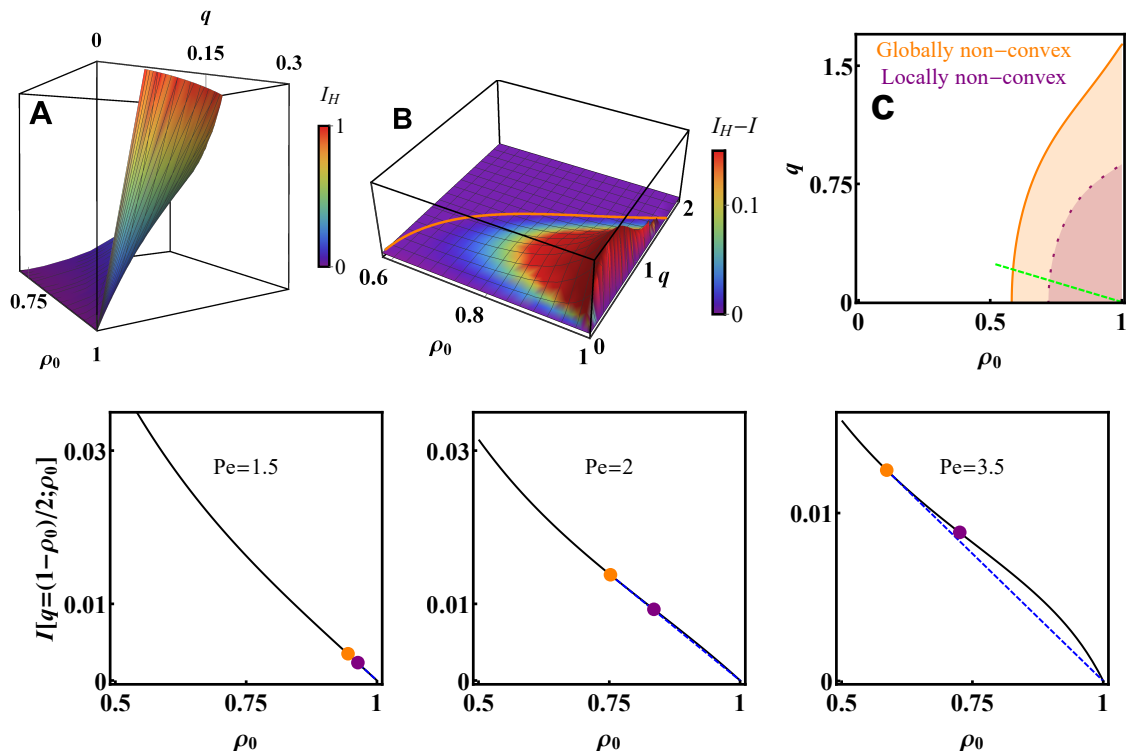 q
0
0.15
0.3
A
I_H
1
0
0.75
1
ρ₀
B
I_H−I
0.1
0
2
1 q
0
0.6
0.8
1
ρ₀
Globally non−convex
Locally non−convex
C
1.5
0.75
0
q
0
0.5
1
ρ₀
I[q=(1−ρ₀)/2;ρ₀]
0.03
0.01
0
Pe=1.5
0.5
0.75
1
ρ₀
0.03
0.01
0
Pe=2
0.5
0.75
1
ρ₀
0.01
0
Pe=3.5
0.5
0.75
1
ρ₀